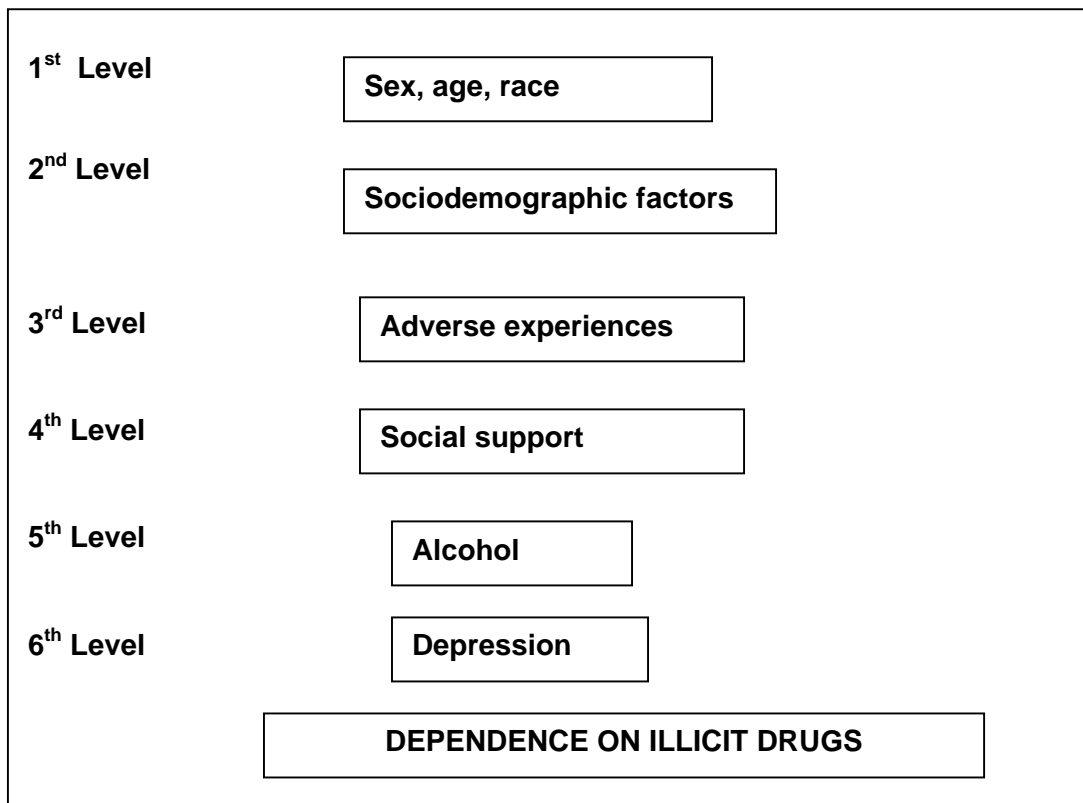 1st Level
Sex, age, race
2nd Level
Sociodemographic factors
3rd Level
Adverse experiences
4th Level
Social support
5th Level
Alcohol
6th Level
Depression
DEPENDENCE ON ILLICIT DRUGS